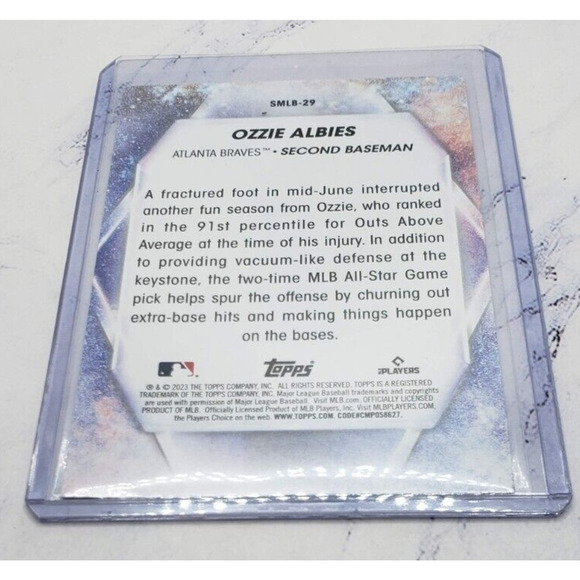 SMLB-29
OZZIE ALBIES
ATLANTA BRAVES™ • SECOND BASEMAN
A fractured foot in mid-June interrupted
another fun season from Ozzie, who ranked
in the 91st percentile for Outs Above
Average at the time of his injury. In addition
to providing vacuum-like defense at the
keystone, the two-time MLB All-Star Game
pick helps spur the offense by churning out
extra-base hits and making things happen
on the bases.
topps
PLAYERS
® & © 2023 THE TOPPS COMPANY, INC. ALL RIGHTS RESERVED. TOPPS IS A REGISTERED
TRADEMARK OF THE TOPPS COMPANY, INC. Major League Baseball trademarks and copyrights
are used with permission of Major League Baseball. Visit MLB.com. OFFICIALLY LICENSED
PRODUCT OF MLB Players, Inc. Officially Licensed Product of MLB Players, Inc. Visit MLBPLAYERS.COM,
the Players Choice on the web. WWW.TOPPS.COM. CODE#CMP058627.